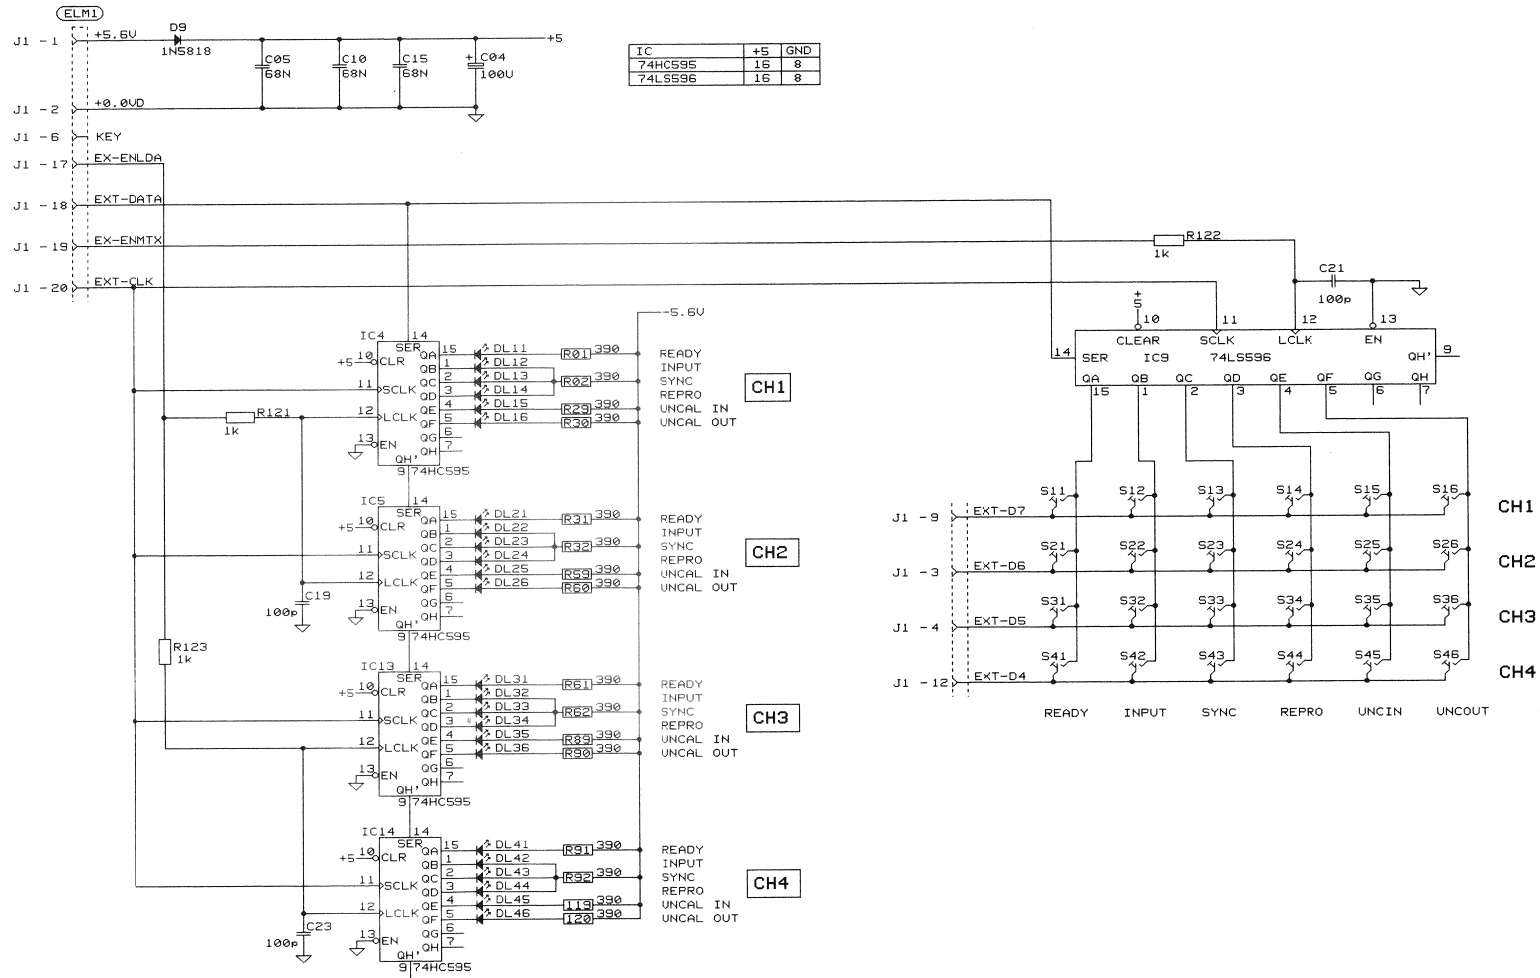 ELM1
J1 -1 +5.6V D9 1N5818 +5
C05 68N C10 68N C15 68N + C04 100U
J1 -2 +0.0VD
J1 -6 KEY
J1 -17 EX-ENLDA
J1 -18 EXT-DATA
J1 -19 EX-ENMTX R122 1k
J1 -20 EXT-CLK
IC +5 GND
74HC595 16 8
74LS596 16 8
C21 100p
+5 10 11 12 13
CLEAR SCLK LCLK EN
14 SER IC9 74LS596 QH' 9
QA QB QC QD QE QF QG QH
15 1 2 3 4 5 6 7
-5.6V
IC4 14
SER
+5 10 CLR QA 15 DL11 R01 390 READY
QB 1 DL12 INPUT
11 SCLK QC 2 DL13 R02 390 SYNC
QD 3 DL14 REPRO
12 LCLK QE 4 DL15 R29 390 UNCAL IN
QF 5 DL16 R30 390 UNCAL OUT
13 EN QG 6
QH 7
QH'
9 74HC595
CH1
R121 1k
IC5 14
SER
+5 10 CLR QA 15 DL21 R31 390 READY
QB 1 DL22 INPUT
11 SCLK QC 2 DL23 R32 390 SYNC
QD 3 DL24 REPRO
12 LCLK QE 4 DL25 R59 390 UNCAL IN
QF 5 DL26 R60 390 UNCAL OUT
13 EN QG 6
QH 7
QH'
9 74HC595
CH2
C19 100p
R123 1k
IC13 14
SER
+5 10 CLR QA 15 DL31 R61 390 READY
QB 1 DL32 INPUT
11 SCLK QC 2 DL33 R62 390 SYNC
QD 3 DL34 REPRO
12 LCLK QE 4 DL35 R89 390 UNCAL IN
QF 5 DL36 R90 390 UNCAL OUT
13 EN QG 6
QH 7
QH'
9 74HC595
CH3
IC14 14
SER
+5 10 CLR QA 15 DL41 R91 390 READY
QB 1 DL42 INPUT
11 SCLK QC 2 DL43 R92 390 SYNC
QD 3 DL44 REPRO
12 LCLK QE 4 DL45 119 390 UNCAL IN
QF 5 DL46 120 390 UNCAL OUT
13 EN QG 6
QH 7
QH'
9 74HC595
CH4
C23 100p
S11 S12 S13 S14 S15 S16
J1 -9 EXT-D7 CH1
S21 S22 S23 S24 S25 S26
J1 -3 EXT-D6 CH2
S31 S32 S33 S34 S35 S36
J1 -4 EXT-D5 CH3
S41 S42 S43 S44 S45 S46
J1 -12 EXT-D4 CH4
READY INPUT SYNC REPRO UNCIN UNCOUT